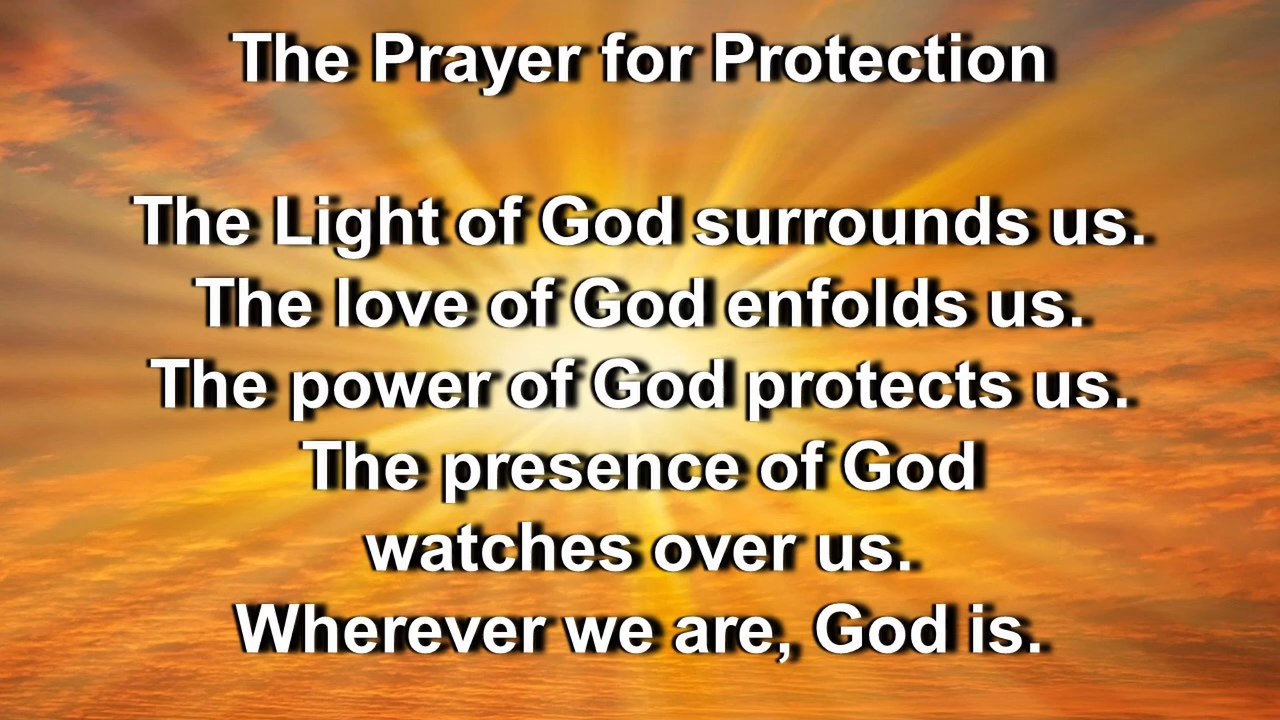 The Prayer for Protection
The Light of God surrounds us.
The love of God enfolds us.
The power of God protects us.
The presence of God
watches over us.
Wherever we are, God is.